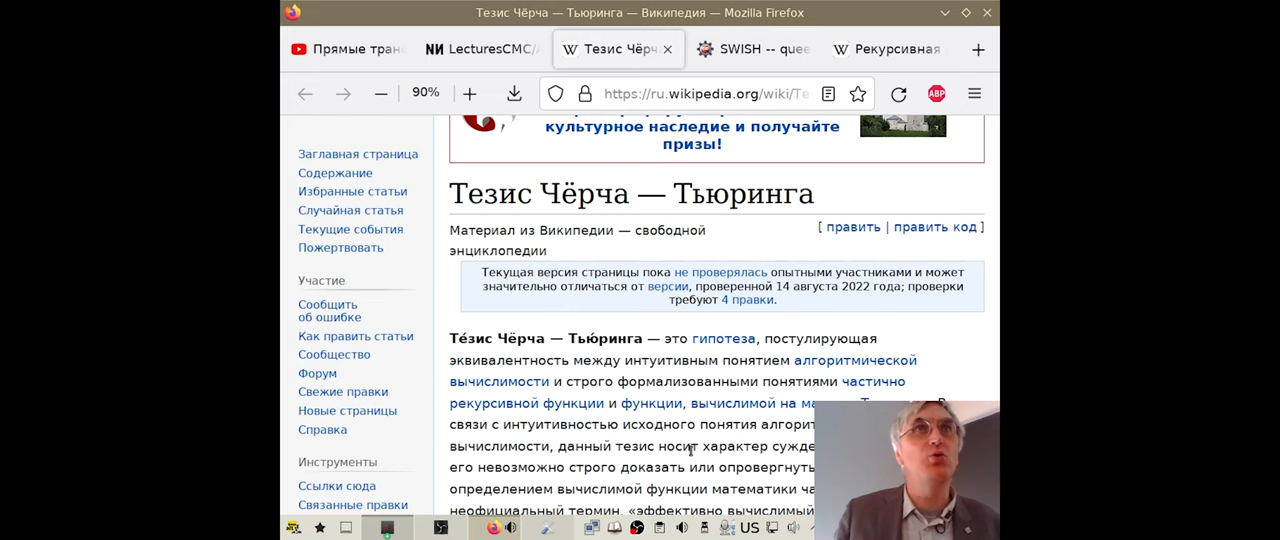 Тезис Чёрча — Тьюринга — Википедия — Mozilla Firefox
Прямые тран
LecturesCMC/
Тезис Чёрч
SWISH -- quee
Рекурсивная
90%
https://ru.wikipedia.org/wiki/Те
ABP
культурное наследие и получайте
призы!
Заглавная страница
Содержание
Избранные статьи
Случайная статья
Текущие события
Пожертвовать
Участие
Сообщить
об ошибке
Как править статьи
Сообщество
Форум
Свежие правки
Новые страницы
Справка
Инструменты
Ссылки сюда
Связанные правки
Тезис Чёрча — Тьюринга
Материал из Википедии — свободной
энциклопедии
[ править | править код ]
Текущая версия страницы пока не проверялась опытными участниками и может
значительно отличаться от версии, проверенной 14 августа 2022 года; проверки
требуют 4 правки.
Те́зис Чёрча — Тью́ринга — это гипотеза, постулирующая
эквивалентность между интуитивным понятием алгоритмической
вычислимости и строго формализованными понятиями частично
рекурсивной функции и функции, вычислимой на
связи с интуитивностью исходного понятия алгорит
вычислимости, данный тезис носит характер сужде
его невозможно строго доказать или опровергнуть
определением вычислимой функции математики ча
неофициальный термин, «эффективно вычислимый
US